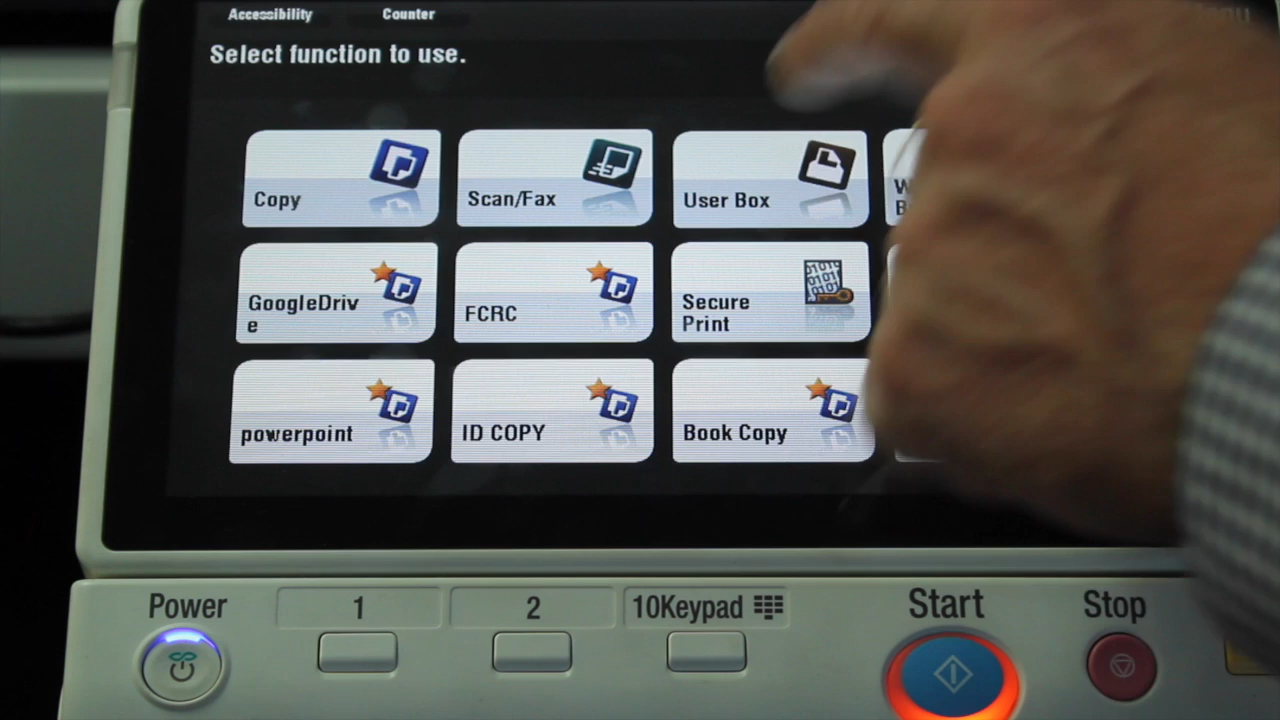 Accessibility Counter
Select function to use.
Copy
Scan/Fax
User Box
GoogleDriv
e
FCRC
Secure
Print
powerpoint
ID COPY
Book Copy
Power
1
2
10Keypad
Start
Stop